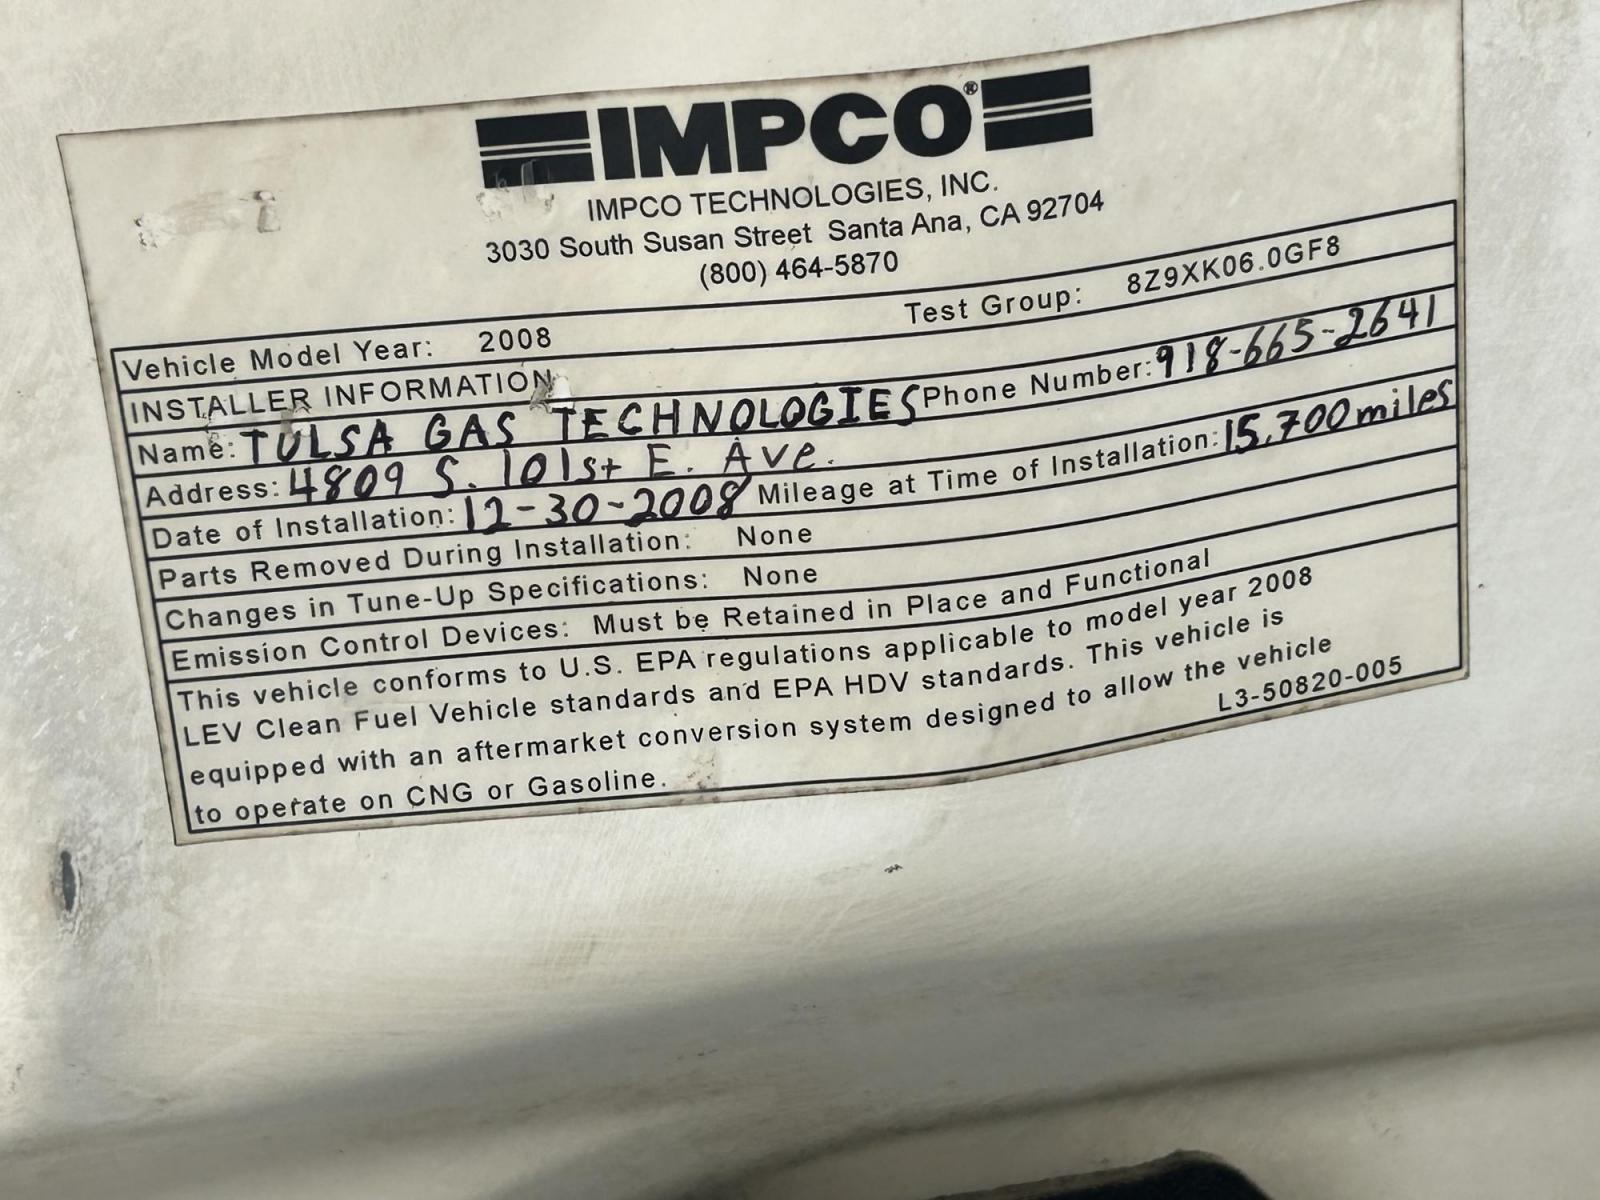 IMPCO®
IMPCO TECHNOLOGIES, INC.
3030 South Susan Street Santa Ana, CA 92704
(800) 464-5870
Vehicle Model Year: 2008 Test Group: 8Z9XK06.0GF8
INSTALLER INFORMATION
Name: TULSA GAS TECHNOLOGIES Phone Number: 918-665-2641
Address: 4809 S. 101st E. Ave.
Date of Installation: 12-30-2008 Mileage at Time of Installation: 15,700 miles
Parts Removed During Installation: None
Changes in Tune-Up Specifications: None
Emission Control Devices: Must be Retained in Place and Functional
This vehicle conforms to U.S. EPA regulations applicable to model year 2008
LEV Clean Fuel Vehicle standards and EPA HDV standards. This vehicle is
equipped with an aftermarket conversion system designed to allow the vehicle
to operate on CNG or Gasoline.
L3-50820-005